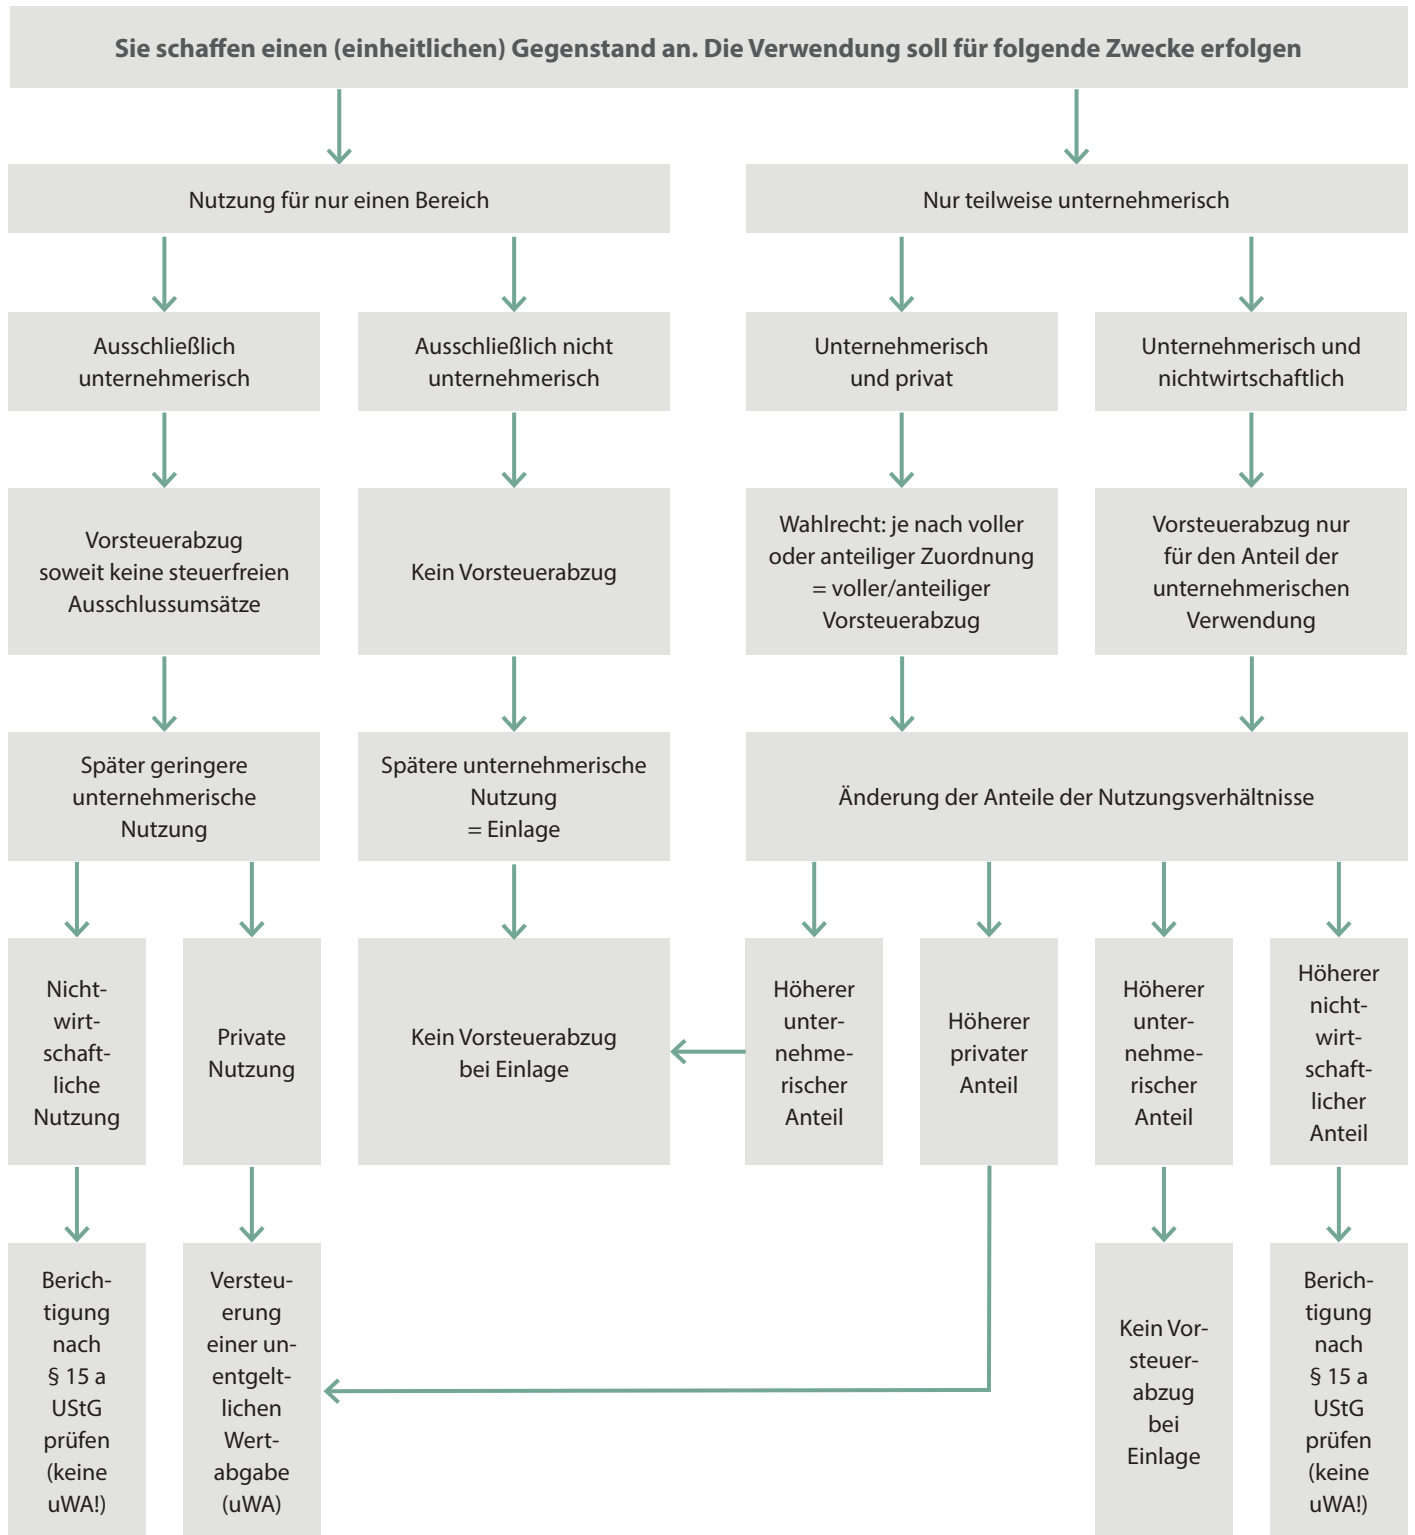 Sie schaffen einen (einheitlichen) Gegenstand an. Die Verwendung soll für folgende Zwecke erfolgen
Nutzung für nur einen Bereich
Nur teilweise unternehmerisch
Ausschließlich
unternehmerisch
Ausschließlich nicht
unternehmerisch
Unternehmerisch
und privat
Unternehmerisch und
nichtwirtschaftlich
Vorsteuerabzug
soweit keine steuerfreien
Ausschlussumsätze
Kein Vorsteuerabzug
Wahlrecht: je nach voller
oder anteiliger Zuordnung
= voller/anteiliger
Vorsteuerabzug
Vorsteuerabzug nur
für den Anteil der
unternehmerischen
Verwendung
Später geringere
unternehmerische
Nutzung
Spätere unternehmerische
Nutzung
= Einlage
Änderung der Anteile der Nutzungsverhältnisse
Nicht-
wirt-
schaft-
liche
Nutzung
Private
Nutzung
Kein Vorsteuerabzug
bei Einlage
Höherer
unter-
nehme-
rischer
Anteil
Höherer
privater
Anteil
Höherer
unter-
nehme-
rischer
Anteil
Höherer
nicht-
wirt-
schaft-
licher
Anteil
Berich-
tigung
nach
§ 15 a
UStG
prüfen
(keine
uWA!)
Versteu-
erung
einer un-
entgelt-
lichen
Wert-
abgabe
(uWA)
Kein Vor-
steuer-
abzug
bei
Einlage
Berich-
tigung
nach
§ 15 a
UStG
prüfen
(keine
uWA!)